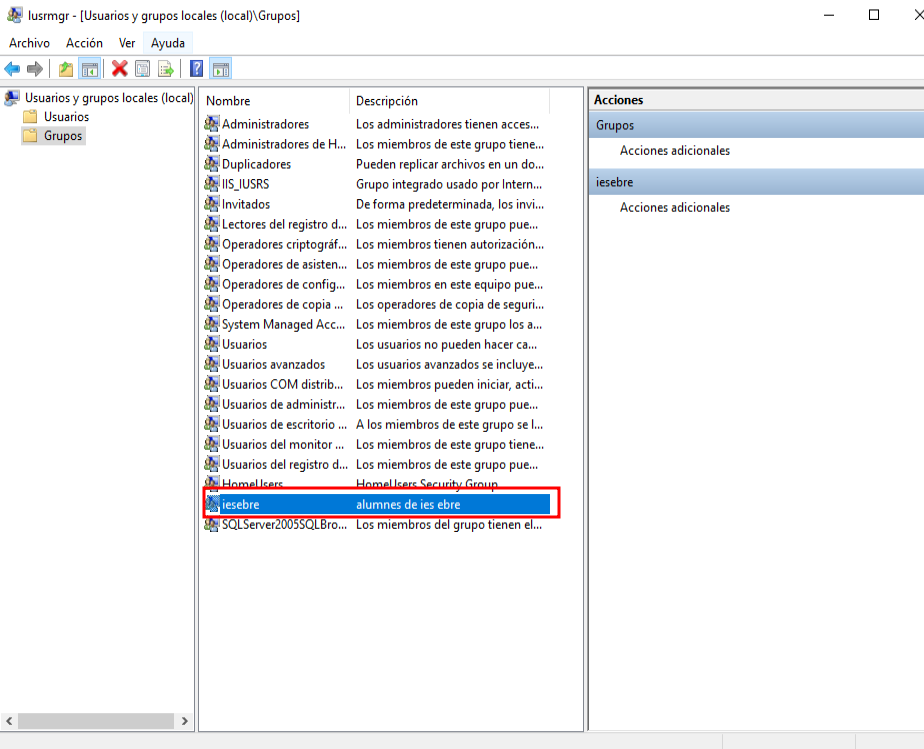 lusrmgr - [Usuarios y grupos locales (local)\Grupos]
Archivo Acción Ver Ayuda
Usuarios y grupos locales (local)
Usuarios
Grupos
Nombre Descripción
Administradores Los administradores tienen acces...
Administradores de H... Los miembros de este grupo tiene...
Duplicadores Pueden replicar archivos en un do...
IIS_IUSRS Grupo integrado usado por Intern...
Invitados De forma predeterminada, los invi...
Lectores del registro d... Los miembros de este grupo pue...
Operadores criptográf... Los miembros tienen autorización...
Operadores de asisten... Los miembros de este grupo pue...
Operadores de config... Los miembros en este equipo pue...
Operadores de copia ... Los operadores de copia de seguri...
System Managed Acc... Los miembros de este grupo los a...
Usuarios Los usuarios no pueden hacer ca...
Usuarios avanzados Los usuarios avanzados se incluye...
Usuarios COM distrib... Los miembros pueden iniciar, acti...
Usuarios de administr... Los miembros de este grupo pue...
Usuarios de escritorio ... A los miembros de este grupo se l...
Usuarios del monitor ... Los miembros de este grupo tiene...
Usuarios del registro d... Los miembros de este grupo pue...
HomeUsers HomeUsers Security Group
iesebre alumnes de ies ebre
SQLServer2005SQLBro... Los miembros del grupo tienen el...
Acciones
Grupos
Acciones adicionales
iesebre
Acciones adicionales